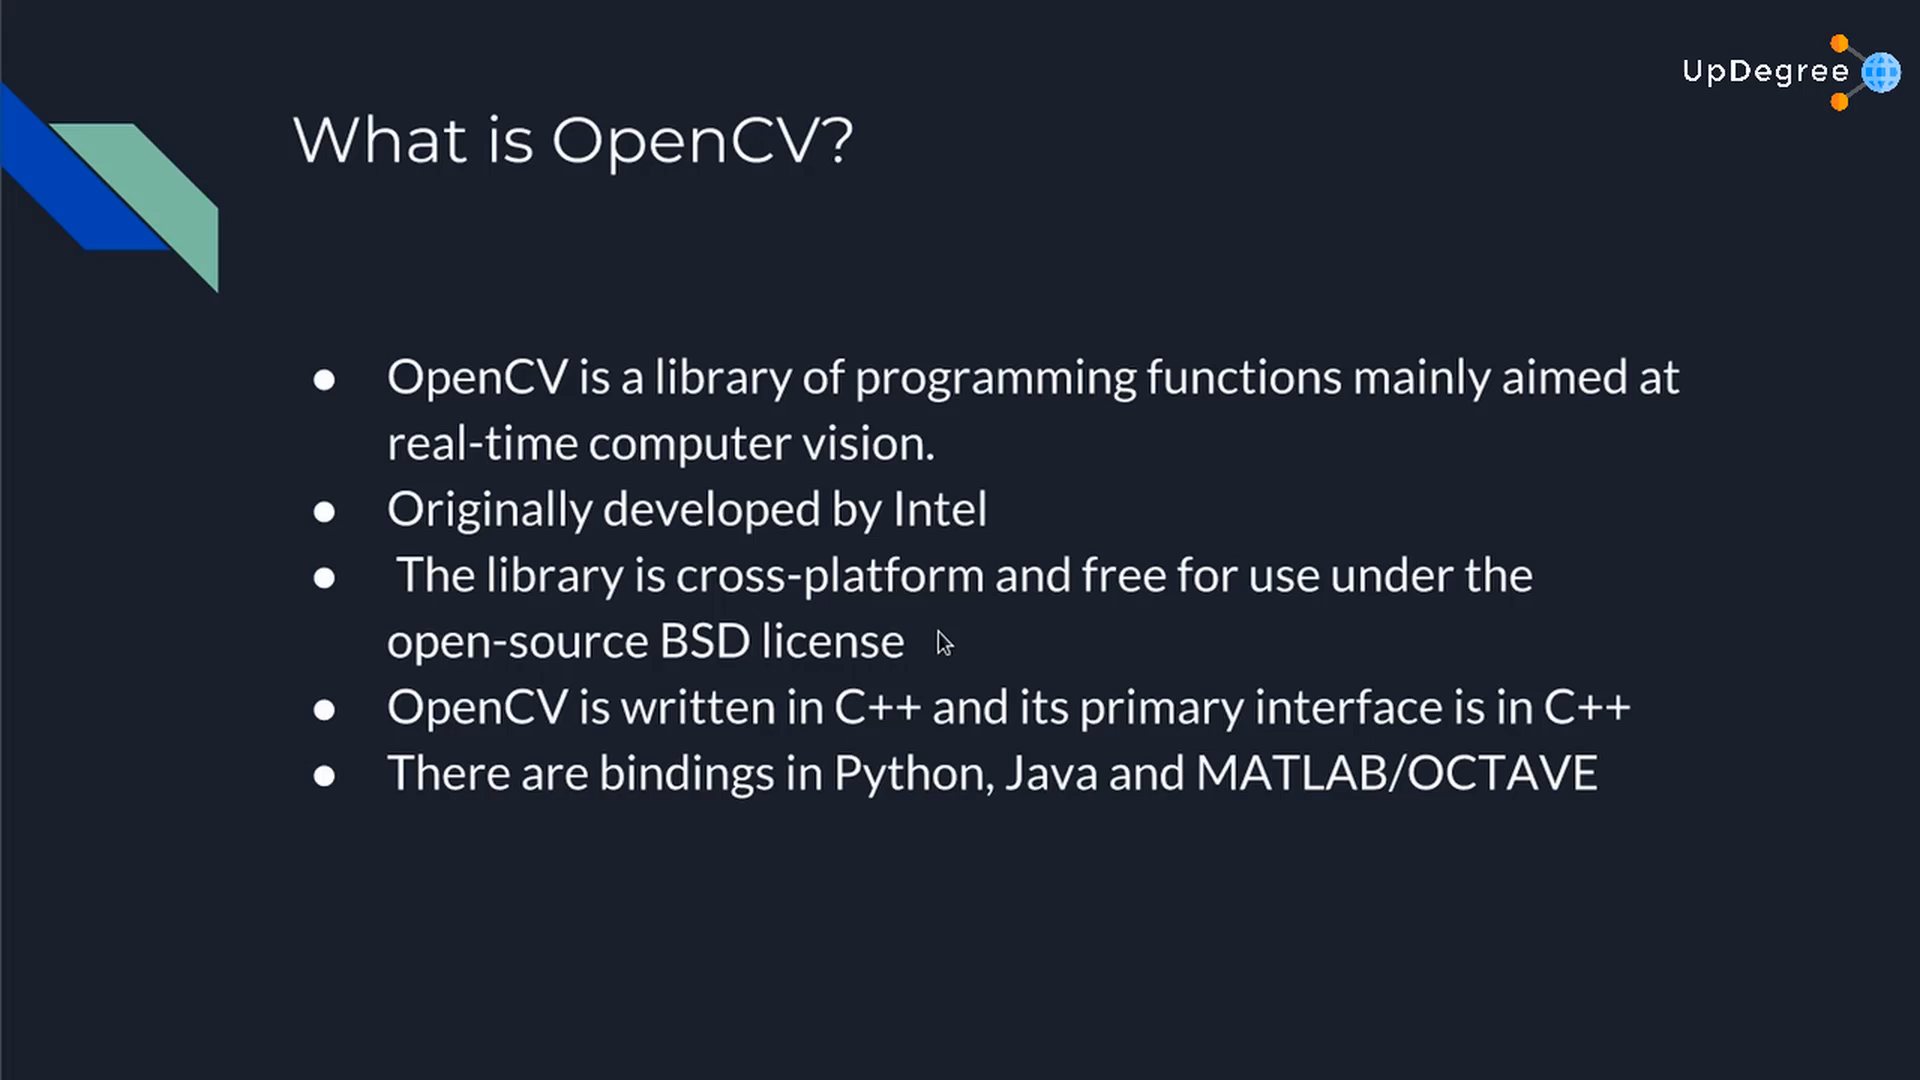 UpDegree
What is OpenCV?
● OpenCV is a library of programming functions mainly aimed at
real-time computer vision.
● Originally developed by Intel
● The library is cross-platform and free for use under the
open-source BSD license
● OpenCV is written in C++ and its primary interface is in C++
● There are bindings in Python, Java and MATLAB/OCTAVE